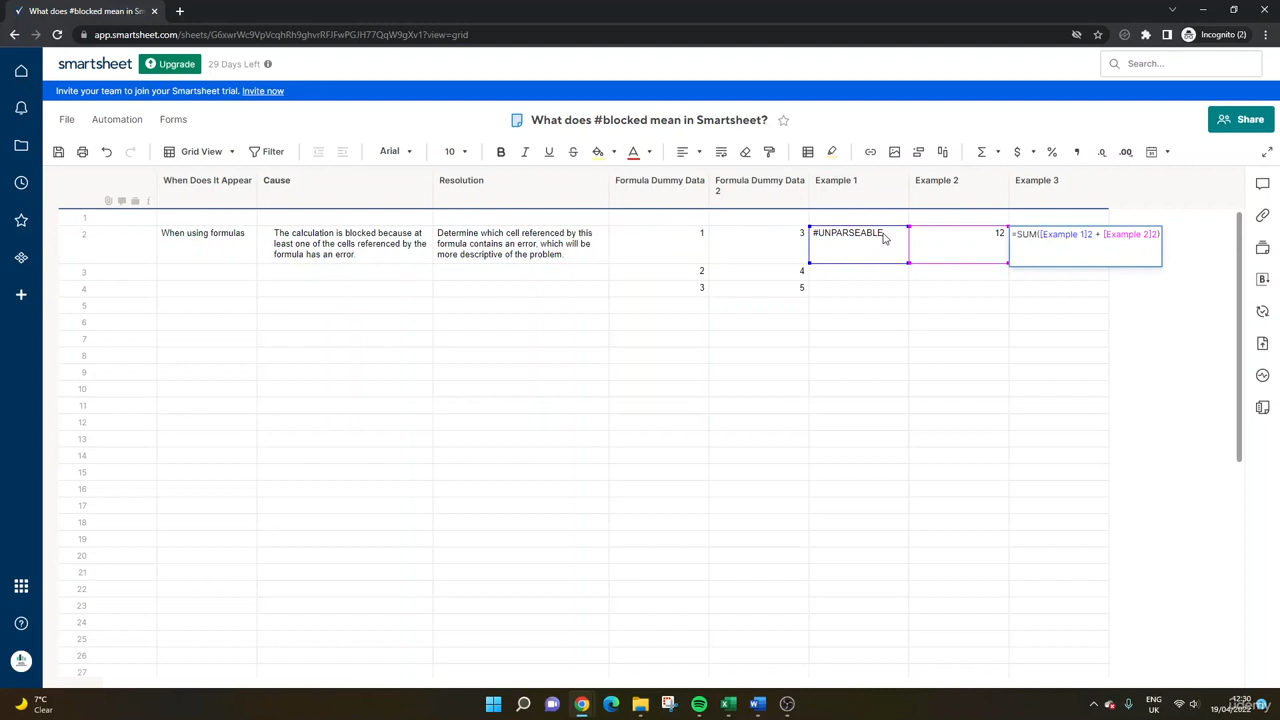 What does #blocked mean in Sm
app.smartsheet.com/sheets/G6xwrWc9VpVcqhRh9ghvrRFJFwPGJH77QqW9gXv1?view=grid
Incognito (2)
smartsheet
Upgrade
29 Days Left
Search...
Invite your team to join your Smartsheet trial. Invite now
File
Automation
Forms
What does #blocked mean in Smartsheet?
Share
Grid View
Filter
Arial
10
When Does It Appear
Cause
Resolution
Formula Dummy Data
Formula Dummy Data
2
Example 1
Example 2
Example 3
1
2
When using formulas
The calculation is blocked because at
least one of the cells referenced by the
formula has an error.
Determine which cell referenced by this
formula contains an error, which will be
more descriptive of the problem.
1
3
#UNPARSEABLE
12
=SUM([Example 1]2 + [Example 2]2)
3
2
4
4
3
5
5
6
7
8
9
10
11
12
13
14
15
16
17
18
19
20
21
22
23
24
25
26
27
7°C
Clear
ENG
UK
12:30
19/04/2022
udemy